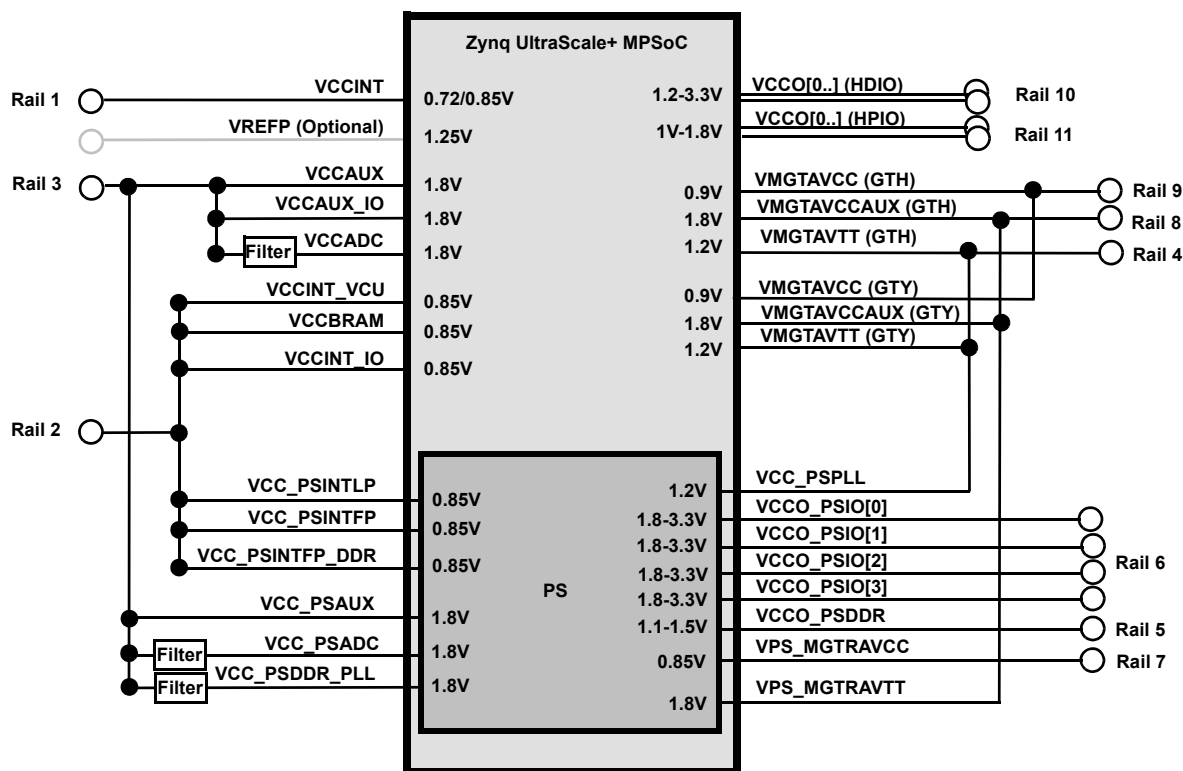 Zynq UltraScale+ MPSoC
Rail 1
VCCINT
0.72/0.85V
VREFP (Optional)
1.25V
Rail 3
VCCAUX
1.8V
VCCAUX_IO
1.8V
Filter
VCCADC
1.8V
VCCINT_VCU
0.85V
VCCBRAM
0.85V
VCCINT_IO
0.85V
Rail 2
VCC_PSINTLP
0.85V
VCC_PSINTFP
0.85V
VCC_PSINTFP_DDR
0.85V
VCC_PSAUX
1.8V
Filter
VCC_PSADC
1.8V
Filter
VCC_PSDDR_PLL
1.8V
PS
1.2-3.3V
VCCO[0..] (HDIO)
Rail 10
1V-1.8V
VCCO[0..] (HPIO)
Rail 11
0.9V
VMGTAVCC (GTH)
Rail 9
1.8V
VMGTAVCCAUX (GTH)
Rail 8
1.2V
VMGTAVTT (GTH)
Rail 4
0.9V
VMGTAVCC (GTY)
1.8V
VMGTAVCCAUX (GTY)
1.2V
VMGTAVTT (GTY)
1.2V
VCC_PSPLL
1.8-3.3V
VCCO_PSIO[0]
1.8-3.3V
VCCO_PSIO[1]
1.8-3.3V
VCCO_PSIO[2]
Rail 6
1.8-3.3V
VCCO_PSIO[3]
1.1-1.5V
VCCO_PSDDR
Rail 5
0.85V
VPS_MGTRAVCC
Rail 7
1.8V
VPS_MGTRAVTT